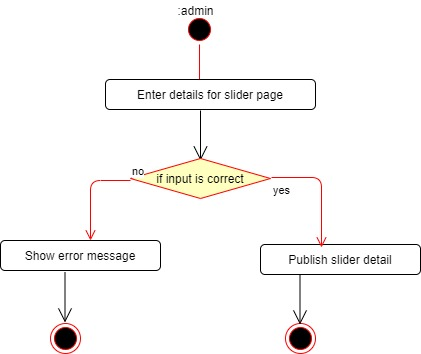 :admin
Enter details for slider page
if input is correct
no
yes
Show error message
Publish slider detail